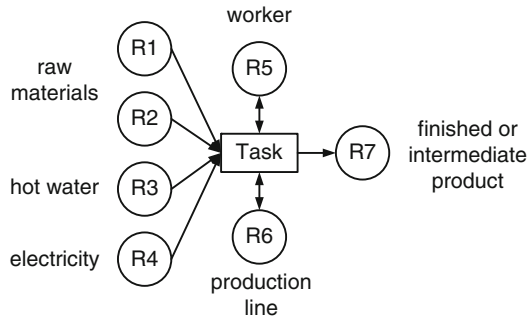 worker
R1
raw
materials
R5
R2
Task
R7
finished or
intermediate
product
hot water
R3
R6
electricity
R4
production
line